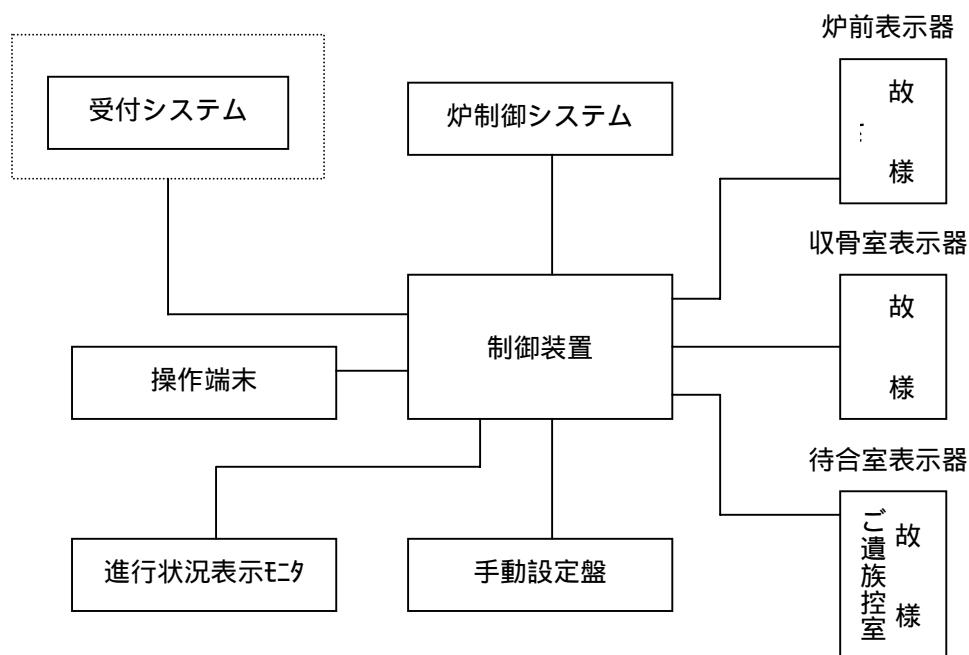 炉前表示器
故
様
受付システム
炉制御システム
収骨室表示器
故
様
制御装置
操作端末
待合室表示器
故
様
ご遺族控室
進行状況表示ﾓﾆﾀ
手動設定盤